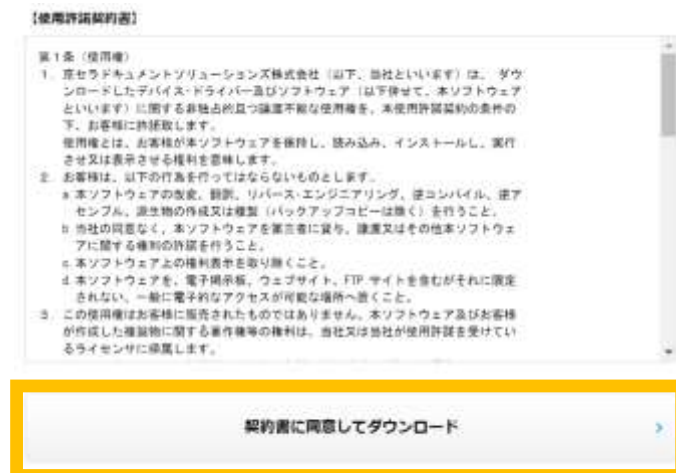 【使用許諾契約書】
第1条（使用権）
1. 京セラドキュメントソリューションズ株式会社（以下、当社といいます）は、ダウ
ンロードしたデバイス・ドライバー及びソフトウェア（以下併せて、本ソフトウェア
といいます）に関する非独占的且つ譲渡不能な使用権を、本使用許諾契約の条件の
下、お客様に許諾致します。
使用権とは、お客様が本ソフトウェアを保持し、読み込み、インストールし、実行
させ又は表示させる権利を意味します。
2. お客様は、以下の行為を行ってはならないものとします。
a 本ソフトウェアの改変、翻訳、リバース・エンジニアリング、逆コンパイル、逆ア
センブル、派生物の作成又は複製（バックアップコピーは除く）を行うこと。
b 当社の同意なく、本ソフトウェアを第三者に貸与、譲渡又はその他本ソフトウェ
アに関する権利の許諾を行うこと。
c 本ソフトウェア上の権利表示を取り除くこと。
d 本ソフトウェアを、電子掲示板、ウェブサイト、FTP サイトを含むがそれに限定
されない、一般に電子的なアクセスが可能な場所へ置くこと。
3. この使用権はお客様に販売されたものではありません。本ソフトウェア及びお客様
が作成した複製物に関する著作権等の権利は、当社又は当社が使用許諾を受けてい
るライセンサに帰属します。
契約書に同意してダウンロード